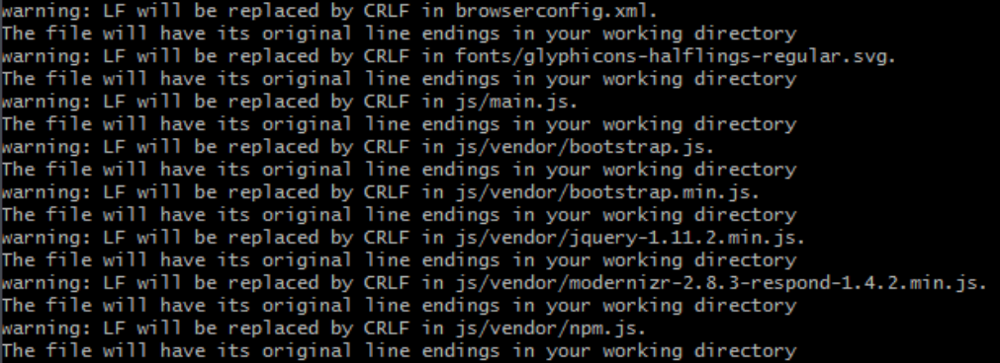 warning: LF will be replaced by CRLF in browserconfig.xml.
The file will have its original line endings in your working directory
warning: LF will be replaced by CRLF in fonts/glyphicons-halflings-regular.svg.
The file will have its original line endings in your working directory
warning: LF will be replaced by CRLF in js/main.js.
The file will have its original line endings in your working directory
warning: LF will be replaced by CRLF in js/vendor/bootstrap.js.
The file will have its original line endings in your working directory
warning: LF will be replaced by CRLF in js/vendor/bootstrap.min.js.
The file will have its original line endings in your working directory
warning: LF will be replaced by CRLF in js/vendor/jquery-1.11.2.min.js.
The file will have its original line endings in your working directory
warning: LF will be replaced by CRLF in js/vendor/modernizr-2.8.3-respond-1.4.2.min.js.
The file will have its original line endings in your working directory
warning: LF will be replaced by CRLF in js/vendor/npm.js.
The file will have its original line endings in your working directory